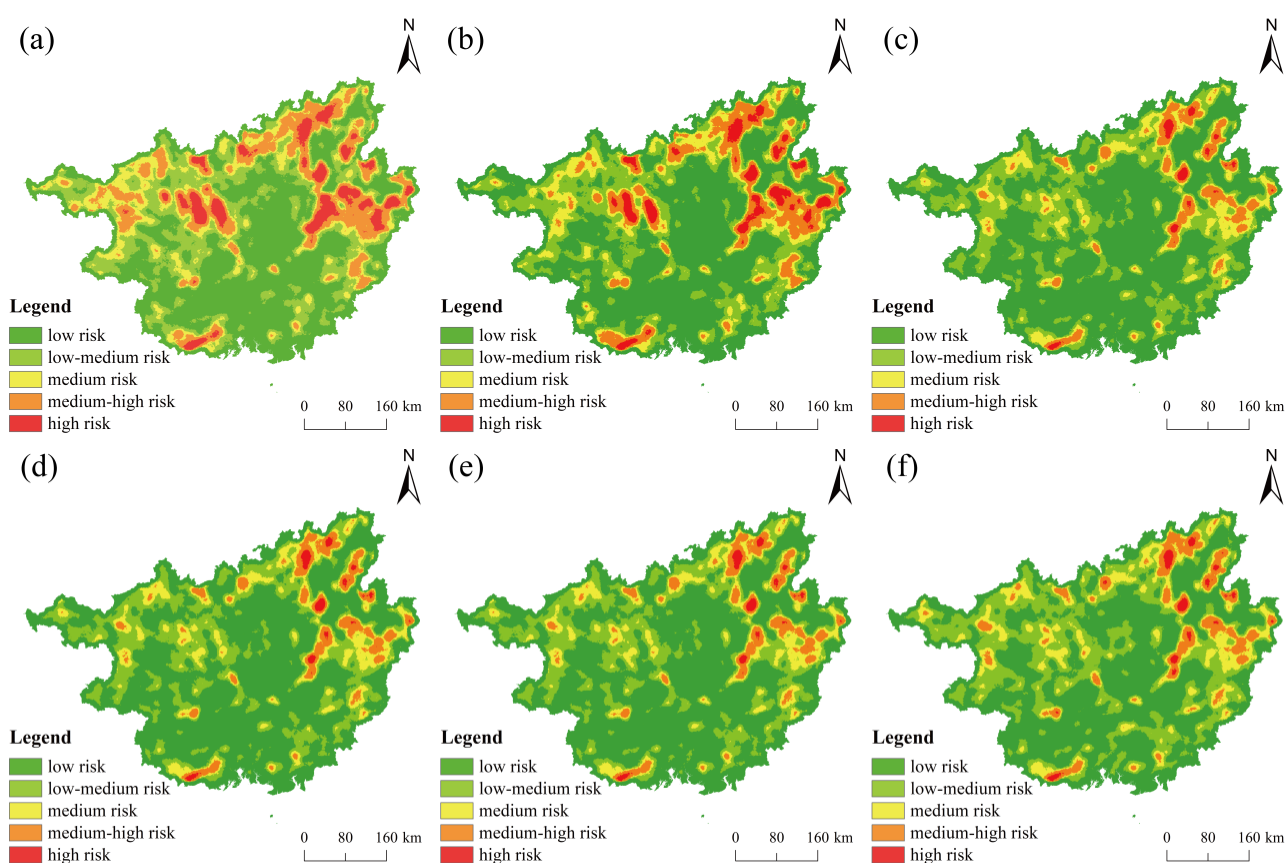 (a)
N
Legend
low risk
low-medium risk
medium risk
medium-high risk
high risk
0 80 160 km
(b)
N
Legend
low risk
low-medium risk
medium risk
medium-high risk
high risk
0 80 160 km
(c)
N
Legend
low risk
low-medium risk
medium risk
medium-high risk
high risk
0 80 160 km
(d)
N
Legend
low risk
low-medium risk
medium risk
medium-high risk
high risk
0 80 160 km
(e)
N
Legend
low risk
low-medium risk
medium risk
medium-high risk
high risk
0 80 160 km
(f)
N
Legend
low risk
low-medium risk
medium risk
medium-high risk
high risk
0 80 160 km